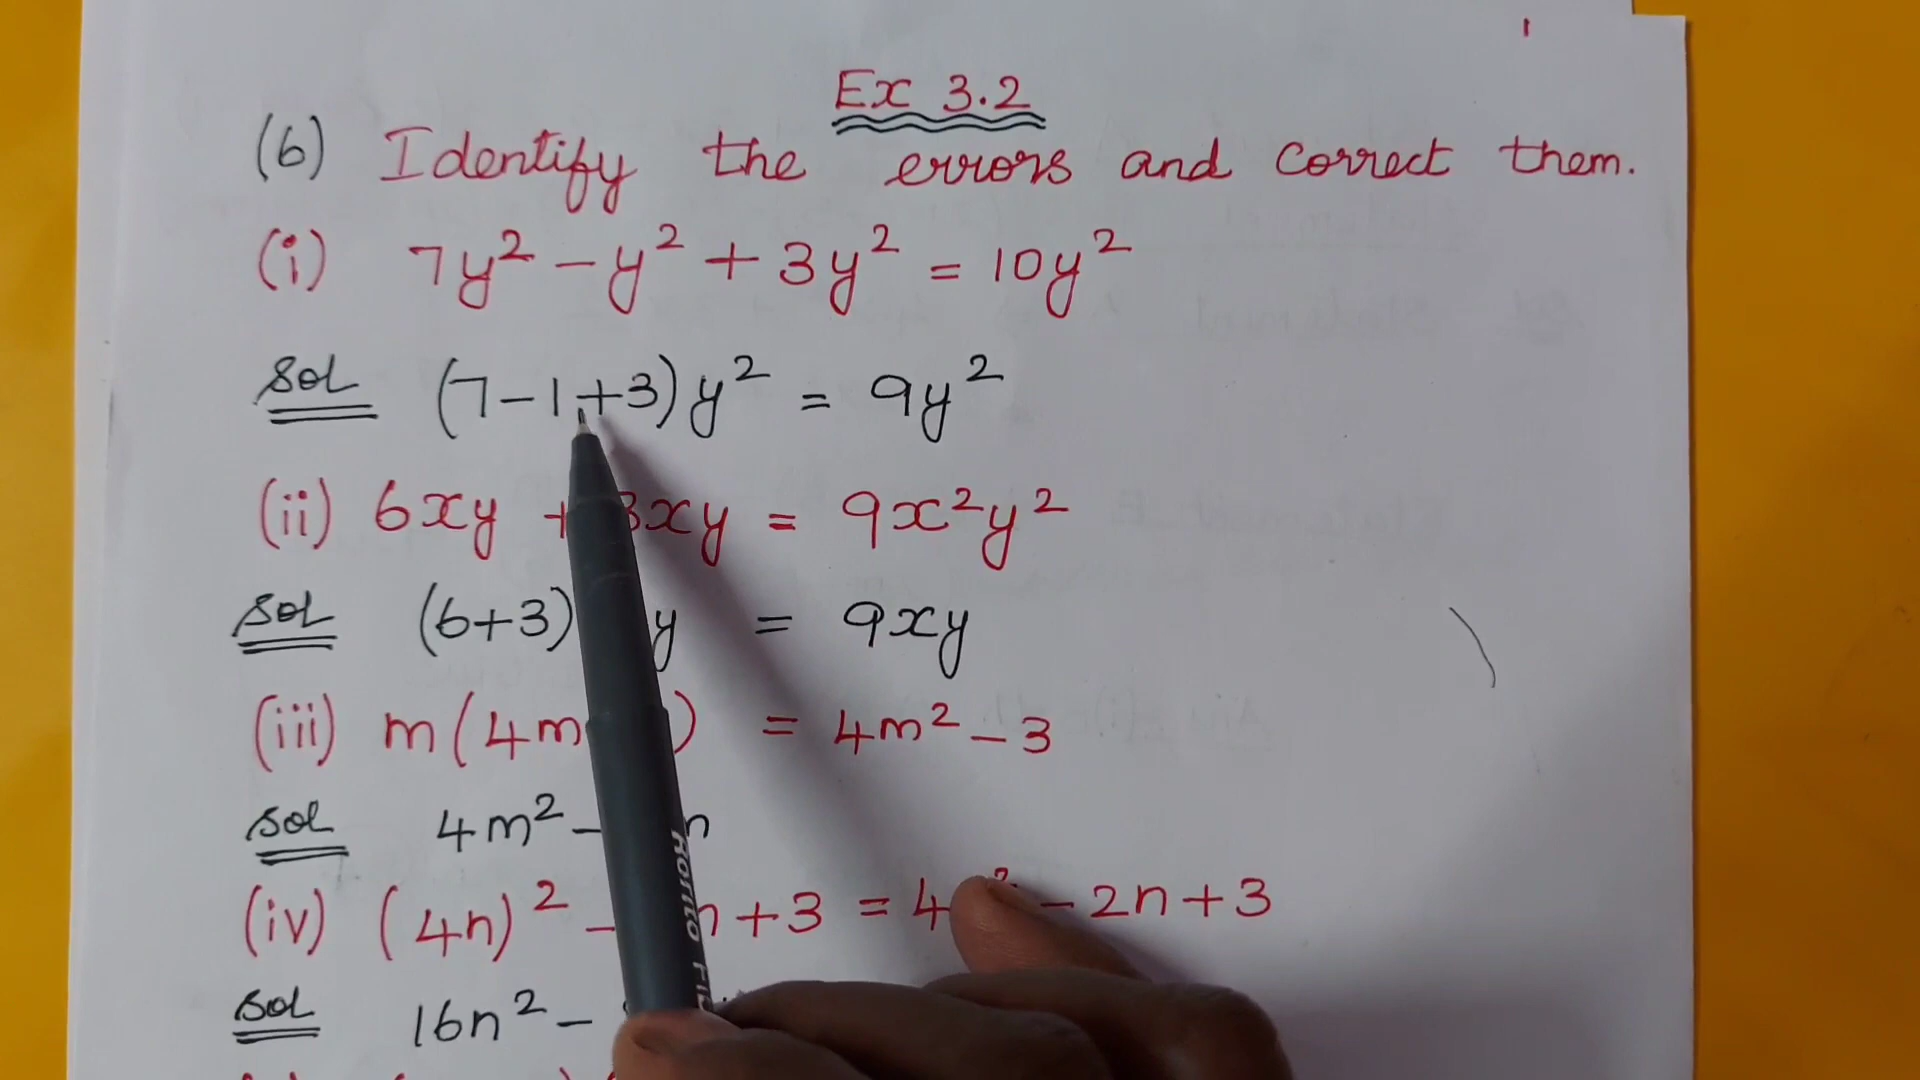 Ex 3.2
(6) Identify the errors and correct them.
(i) 7y² - y² + 3y² = 10y²
Sol (7-1+3)y² = 9y²
(ii) 6xy + 3xy = 9x²y²
Sol (6+3) y = 9xy
(iii) m(4m ) = 4m² - 3
Sol 4m² -
(iv) (4n)² - n+3 = 4 ² - 2n+3
Sol 16n² -